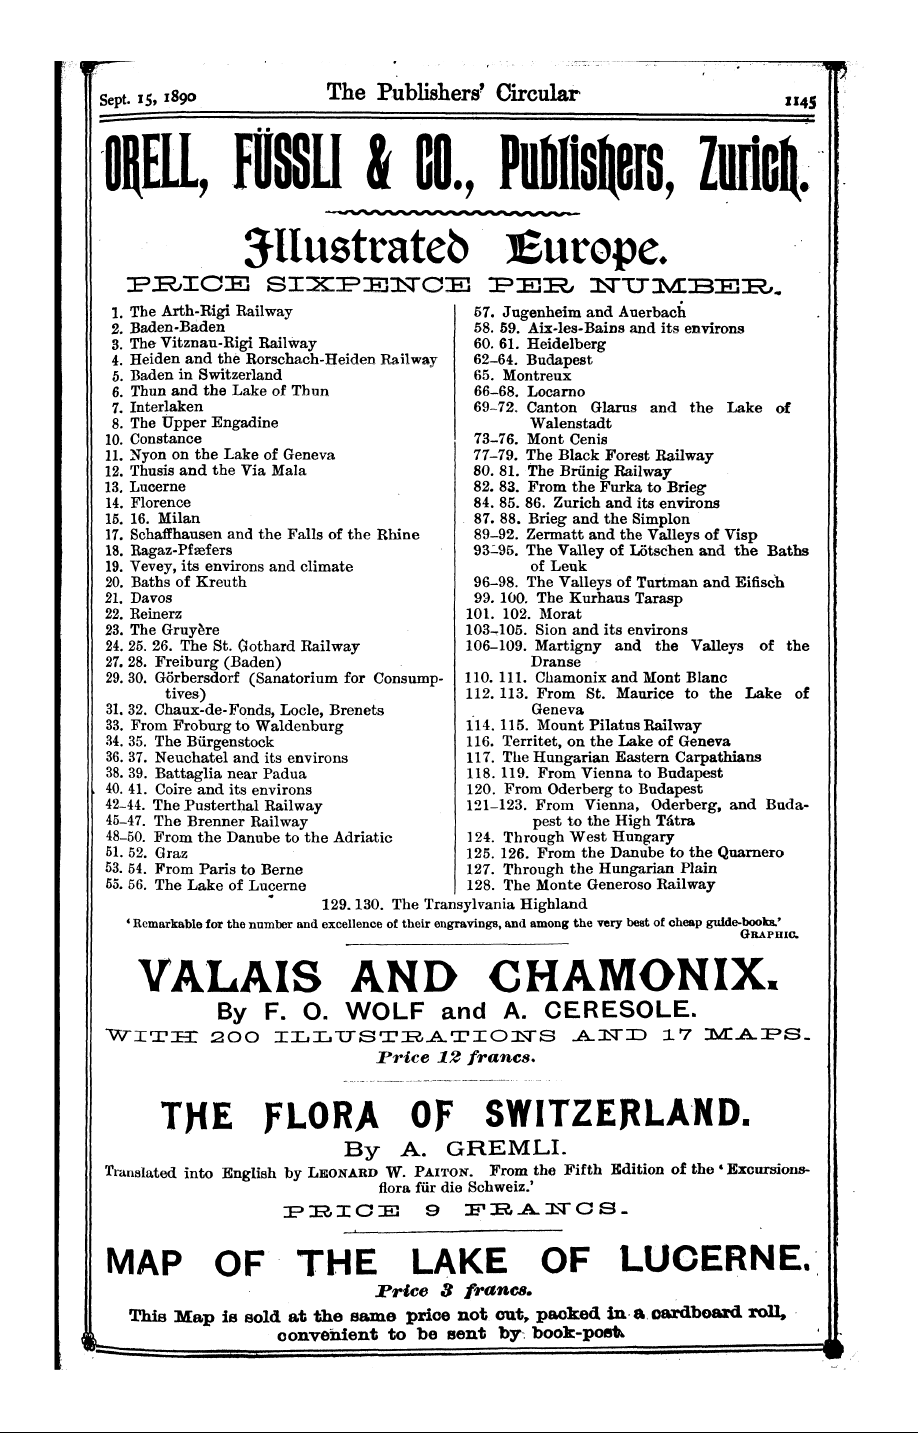 Sept. 15, 1890 The Publishers' Circular 1145
ORELL, FÜSSLI & CO., Publishers, Zurich.
Illustrated Europe.
PRICE SIXPENCE PER NUMBER.
1. The Arth-Rigi Railway
2. Baden-Baden
3. The Vitznau-Rigi Railway
4. Heiden and the Rorschach-Heiden Railway
5. Baden in Switzerland
6. Thun and the Lake of Thun
7. Interlaken
8. The Upper Engadine
10. Constance
11. Nyon on the Lake of Geneva
12. Thusis and the Via Mala
13. Lucerne
14. Florence
15. 16. Milan
17. Schaffhausen and the Falls of the Rhine
18. Ragaz-Pfæfers
19. Vevey, its environs and climate
20. Baths of Kreuth
21. Davos
22. Reinerz
23. The Gruyère
24. 25. 26. The St. Gothard Railway
27. 28. Freiburg (Baden)
29. 30. Görbersdorf (Sanatorium for Consump-
tives)
31. 32. Chaux-de-Fonds, Locle, Brenets
33. From Froburg to Waldenburg
34. 35. The Bürgenstock
36. 37. Neuchatel and its environs
38. 39. Battaglia near Padua
40. 41. Coire and its environs
42–44. The Pusterthal Railway
45–47. The Brenner Railway
48–50. From the Danube to the Adriatic
51. 52. Graz
53. 54. From Paris to Berne
55. 56. The Lake of Lucerne
57. Jugenheim and Auerbach
58. 59. Aix-les-Bains and its environs
60. 61. Heidelberg
62–64. Budapest
65. Montreux
66–68. Locarno
69–72. Canton Glarus and the Lake of
Walenstadt
73–76. Mont Cenis
77–79. The Black Forest Railway
80. 81. The Brünig Railway
82. 83. From the Furka to Brieg
84. 85. 86. Zurich and its environs
87. 88. Brieg and the Simplon
89–92. Zermatt and the Valleys of Visp
93–95. The Valley of Lötschen and the Baths
of Leuk
96–98. The Valleys of Turtman and Eifisch
99. 100. The Kurhaus Tarasp
101. 102. Morat
103–105. Sion and its environs
106–109. Martigny and the Valleys of the
Dranse
110. 111. Chamonix and Mont Blanc
112. 113. From St. Maurice to the Lake of
Geneva
114. 115. Mount Pilatus Railway
116. Territet, on the Lake of Geneva
117. The Hungarian Eastern Carpathians
118. 119. From Vienna to Budapest
120. From Oderberg to Budapest
121–123. From Vienna, Oderberg, and Buda-
pest to the High Tátra
124. Through West Hungary
125. 126. From the Danube to the Quarnero
127. Through the Hungarian Plain
128. The Monte Generoso Railway
129. 130. The Transylvania Highland
'Remarkable for the number and excellence of their engravings, and among the very best of cheap guide-books.'
GRAPHIC.
VALAIS AND CHAMONIX.
By F. O. WOLF and A. CERESOLE.
WITH 200 ILLUSTRATIONS AND 17 MAPS.
Price 12 francs.
THE FLORA OF SWITZERLAND.
By A. GREMLI.
Translated into English by LEONARD W. PAITON. From the Fifth Edition of the 'Excursions-
flora für die Schweiz.'
PRICE 9 FRANCS.
MAP OF THE LAKE OF LUCERNE.
Price 3 francs.
This Map is sold at the same price not cut, packed in a cardboard roll,
convenient to be sent by book-post.